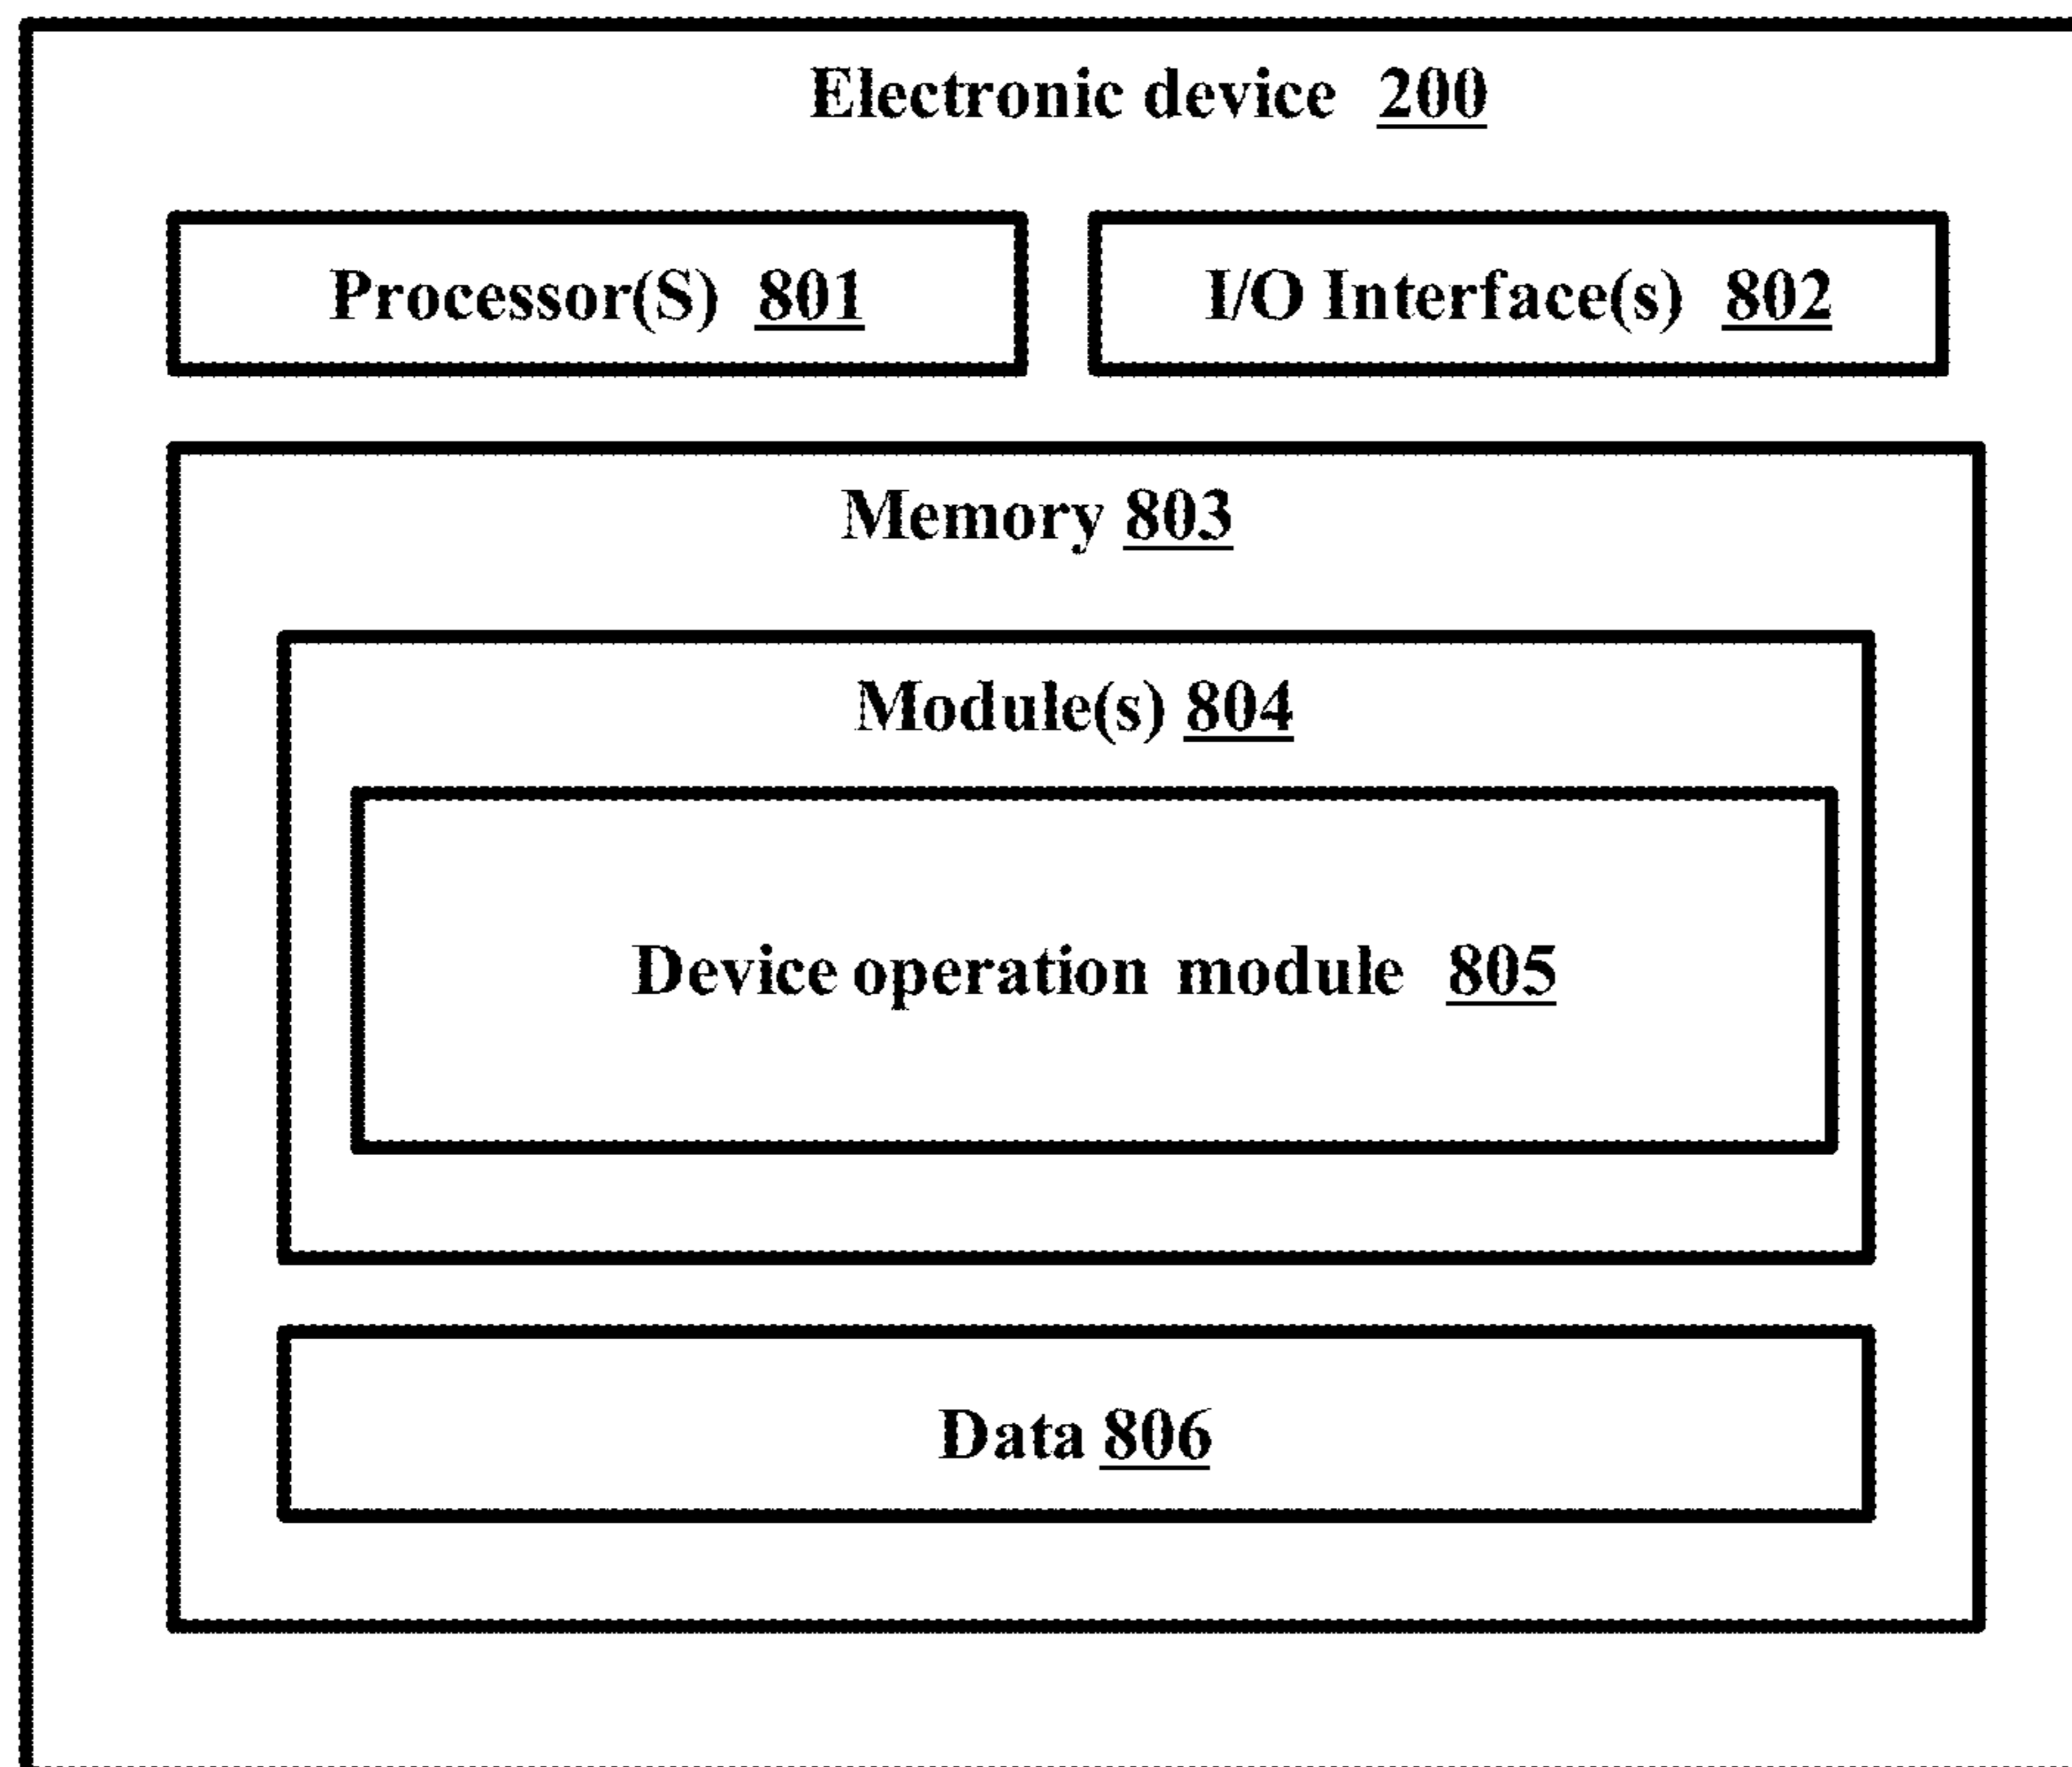 Electronic device 200
Processor(S) 801
I/O Interface(s) 802
Memory 803
Module(s) 804
Device operation module 805
Data 806